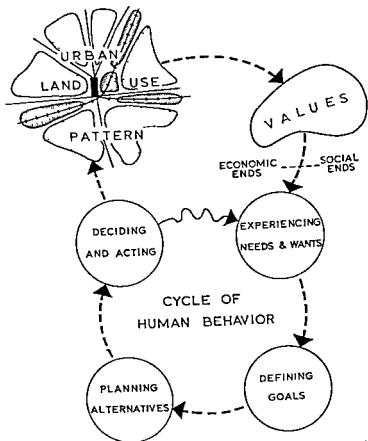 URBAN
LAND USE
PATTERN
VALUES
ECONOMIC ENDS
SOCIAL ENDS
DECIDING
AND ACTING
EXPERIENCING
NEEDS & WANTS
CYCLE OF
HUMAN BEHAVIOR
PLANNING
ALTERNATIVES
DEFINING
GOALS